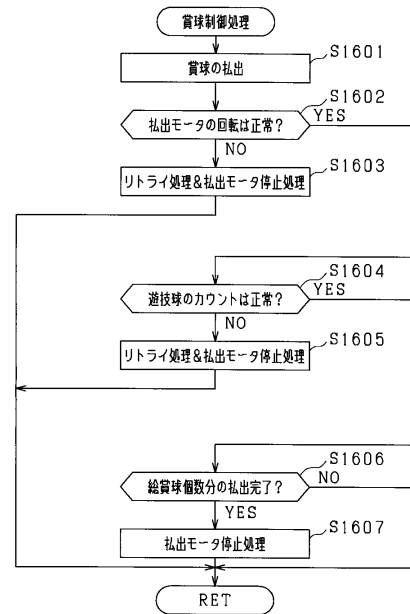 賞球制御処理
S1601
賞球の払出
S1602
払出モータの回転は正常?
YES
NO
S1603
リトライ処理&払出モータ停止処理
S1604
遊技球のカウントは正常?
YES
NO
S1605
リトライ処理&払出モータ停止処理
S1606
総賞球個数分の払出完了?
NO
YES
S1607
払出モータ停止処理
RET